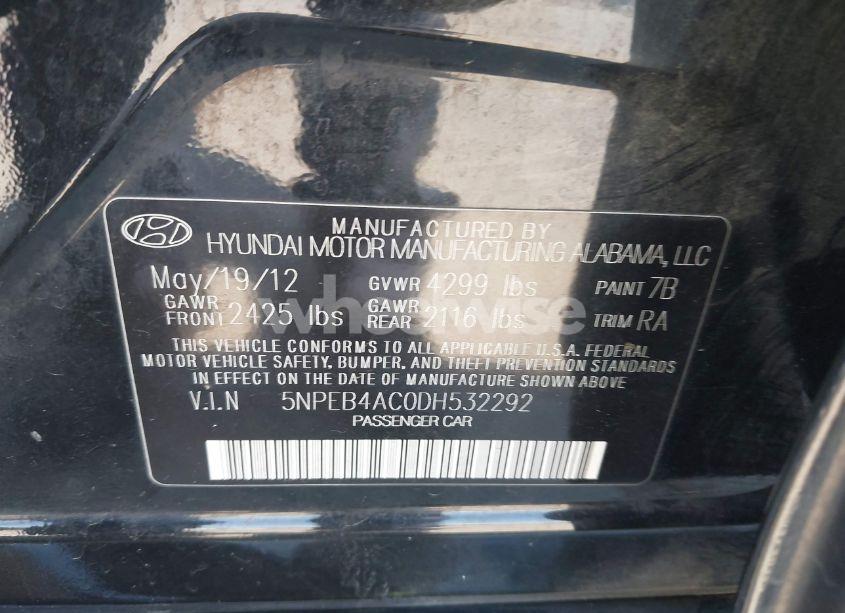 MANUFACTURED BY
HYUNDAI MOTOR MANUFACTURING ALABAMA, LLC
May/19/12 GVWR 4299 lbs PAINT 7B
GAWR FRONT 2425 lbs GAWR REAR 2116 lbs TRIM RA
THIS VEHICLE CONFORMS TO ALL APPLICABLE U.S.A. FEDERAL
MOTOR VEHICLE SAFETY, BUMPER, AND THEFT PREVENTION STANDARDS
IN EFFECT ON THE DATE OF MANUFACTURE SHOWN ABOVE
V.I.N 5NPEB4AC0DH532292
PASSENGER CAR